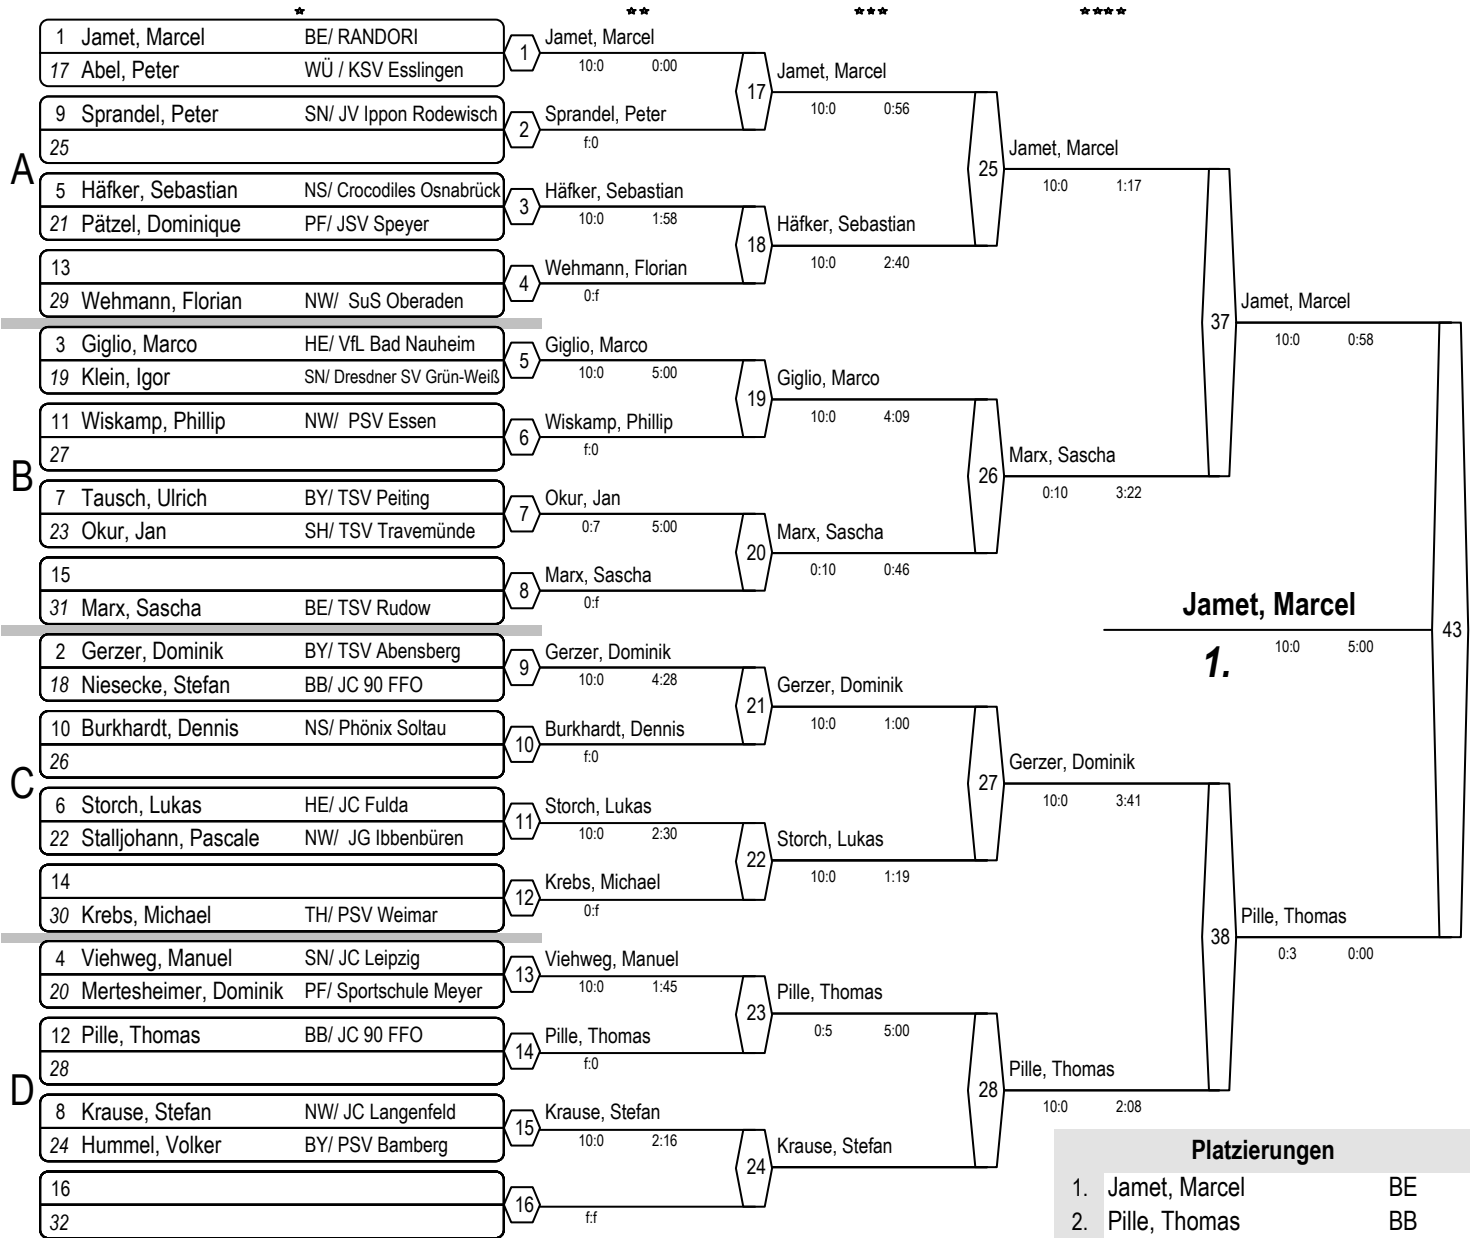 * ** *** ****
1 Jamet, Marcel BE/ RANDORI
17 Abel, Peter WÜ / KSV Esslingen
1
Jamet, Marcel
10:0 0:00
9 Sprandel, Peter SN/ JV Ippon Rodewisch
25
2
Sprandel, Peter
f:0
17
Jamet, Marcel
10:0 0:56
A
5 Häfker, Sebastian NS/ Crocodiles Osnabrück
21 Pätzel, Dominique PF/ JSV Speyer
3
Häfker, Sebastian
10:0 1:58
13
29 Wehmann, Florian NW/ SuS Oberaden
4
Wehmann, Florian
0:f
18
Häfker, Sebastian
10:0 2:40
25
Jamet, Marcel
10:0 1:17
3 Giglio, Marco HE/ VfL Bad Nauheim
19 Klein, Igor SN/ Dresdner SV Grün-Weiß
5
Giglio, Marco
10:0 5:00
11 Wiskamp, Phillip NW/ PSV Essen
27
6
Wiskamp, Phillip
f:0
19
Giglio, Marco
10:0 4:09
B
7 Tausch, Ulrich BY/ TSV Peiting
23 Okur, Jan SH/ TSV Travemünde
7
Okur, Jan
0:7 5:00
15
31 Marx, Sascha BE/ TSV Rudow
8
Marx, Sascha
0:f
20
Marx, Sascha
0:10 0:46
26
Marx, Sascha
0:10 3:22
37
Jamet, Marcel
10:0 0:58
2 Gerzer, Dominik BY/ TSV Abensberg
18 Niesecke, Stefan BB/ JC 90 FFO
9
Gerzer, Dominik
10:0 4:28
10 Burkhardt, Dennis NS/ Phönix Soltau
26
10
Burkhardt, Dennis
f:0
21
Gerzer, Dominik
10:0 1:00
C
6 Storch, Lukas HE/ JC Fulda
22 Stalljohann, Pascale NW/ JG Ibbenbüren
11
Storch, Lukas
10:0 2:30
14
30 Krebs, Michael TH/ PSV Weimar
12
Krebs, Michael
0:f
22
Storch, Lukas
10:0 1:19
27
Gerzer, Dominik
10:0 3:41
4 Viehweg, Manuel SN/ JC Leipzig
20 Mertesheimer, Dominik PF/ Sportschule Meyer
13
Viehweg, Manuel
10:0 1:45
12 Pille, Thomas BB/ JC 90 FFO
28
14
Pille, Thomas
f:0
23
Pille, Thomas
0:5 5:00
D
8 Krause, Stefan NW/ JC Langenfeld
24 Hummel, Volker BY/ PSV Bamberg
15
Krause, Stefan
10:0 2:16
16
32
16
f:f
24
Krause, Stefan
28
Pille, Thomas
10:0 2:08
38
Pille, Thomas
0:3 0:00
43
Jamet, Marcel
1. 10:0 5:00
Platzierungen
1. Jamet, Marcel BE
2. Pille, Thomas BB